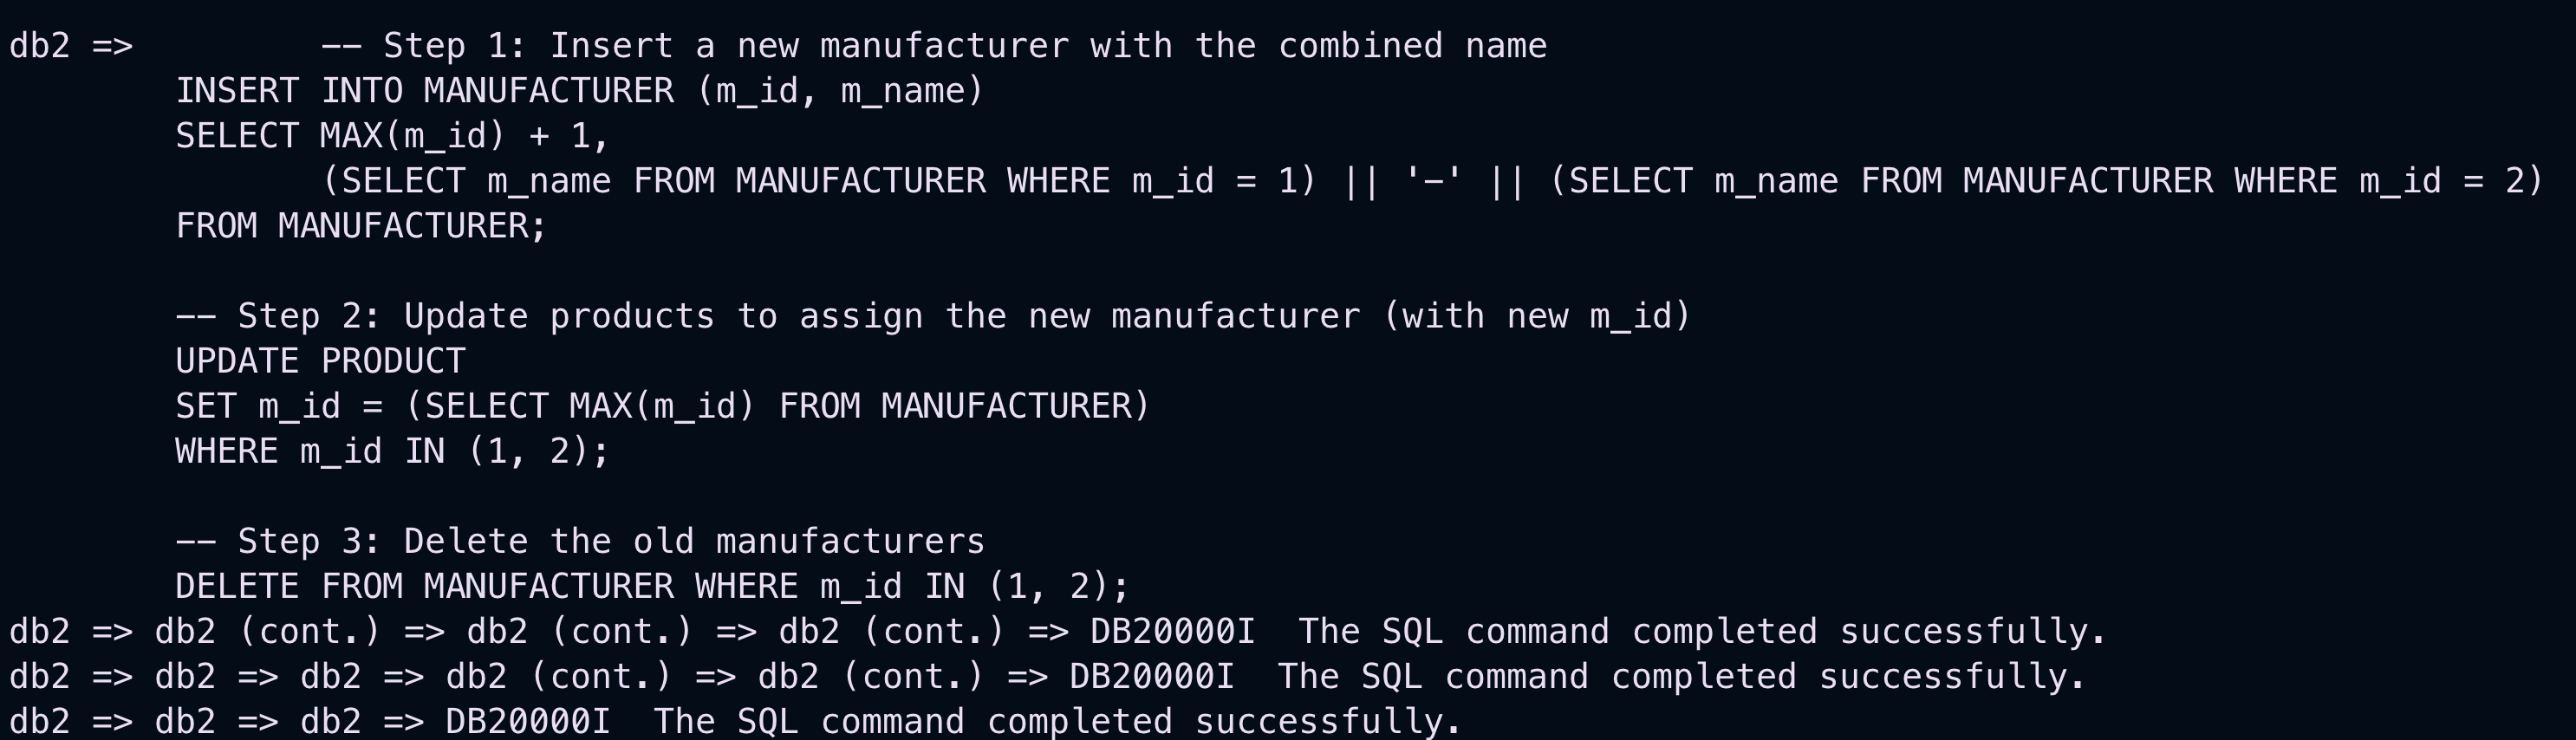 db2 =>         -- Step 1: Insert a new manufacturer with the combined name
        INSERT INTO MANUFACTURER (m_id, m_name)
        SELECT MAX(m_id) + 1,
               (SELECT m_name FROM MANUFACTURER WHERE m_id = 1) || '-' || (SELECT m_name FROM MANUFACTURER WHERE m_id = 2)
        FROM MANUFACTURER;
        -- Step 2: Update products to assign the new manufacturer (with new m_id)
        UPDATE PRODUCT
        SET m_id = (SELECT MAX(m_id) FROM MANUFACTURER)
        WHERE m_id IN (1, 2);
        -- Step 3: Delete the old manufacturers
        DELETE FROM MANUFACTURER WHERE m_id IN (1, 2);
db2 => db2 (cont.) => db2 (cont.) => db2 (cont.) => DB20000I  The SQL command completed successfully.
db2 => db2 => db2 => db2 (cont.) => db2 (cont.) => DB20000I  The SQL command completed successfully.
db2 => db2 => db2 => DB20000I  The SQL command completed successfully.